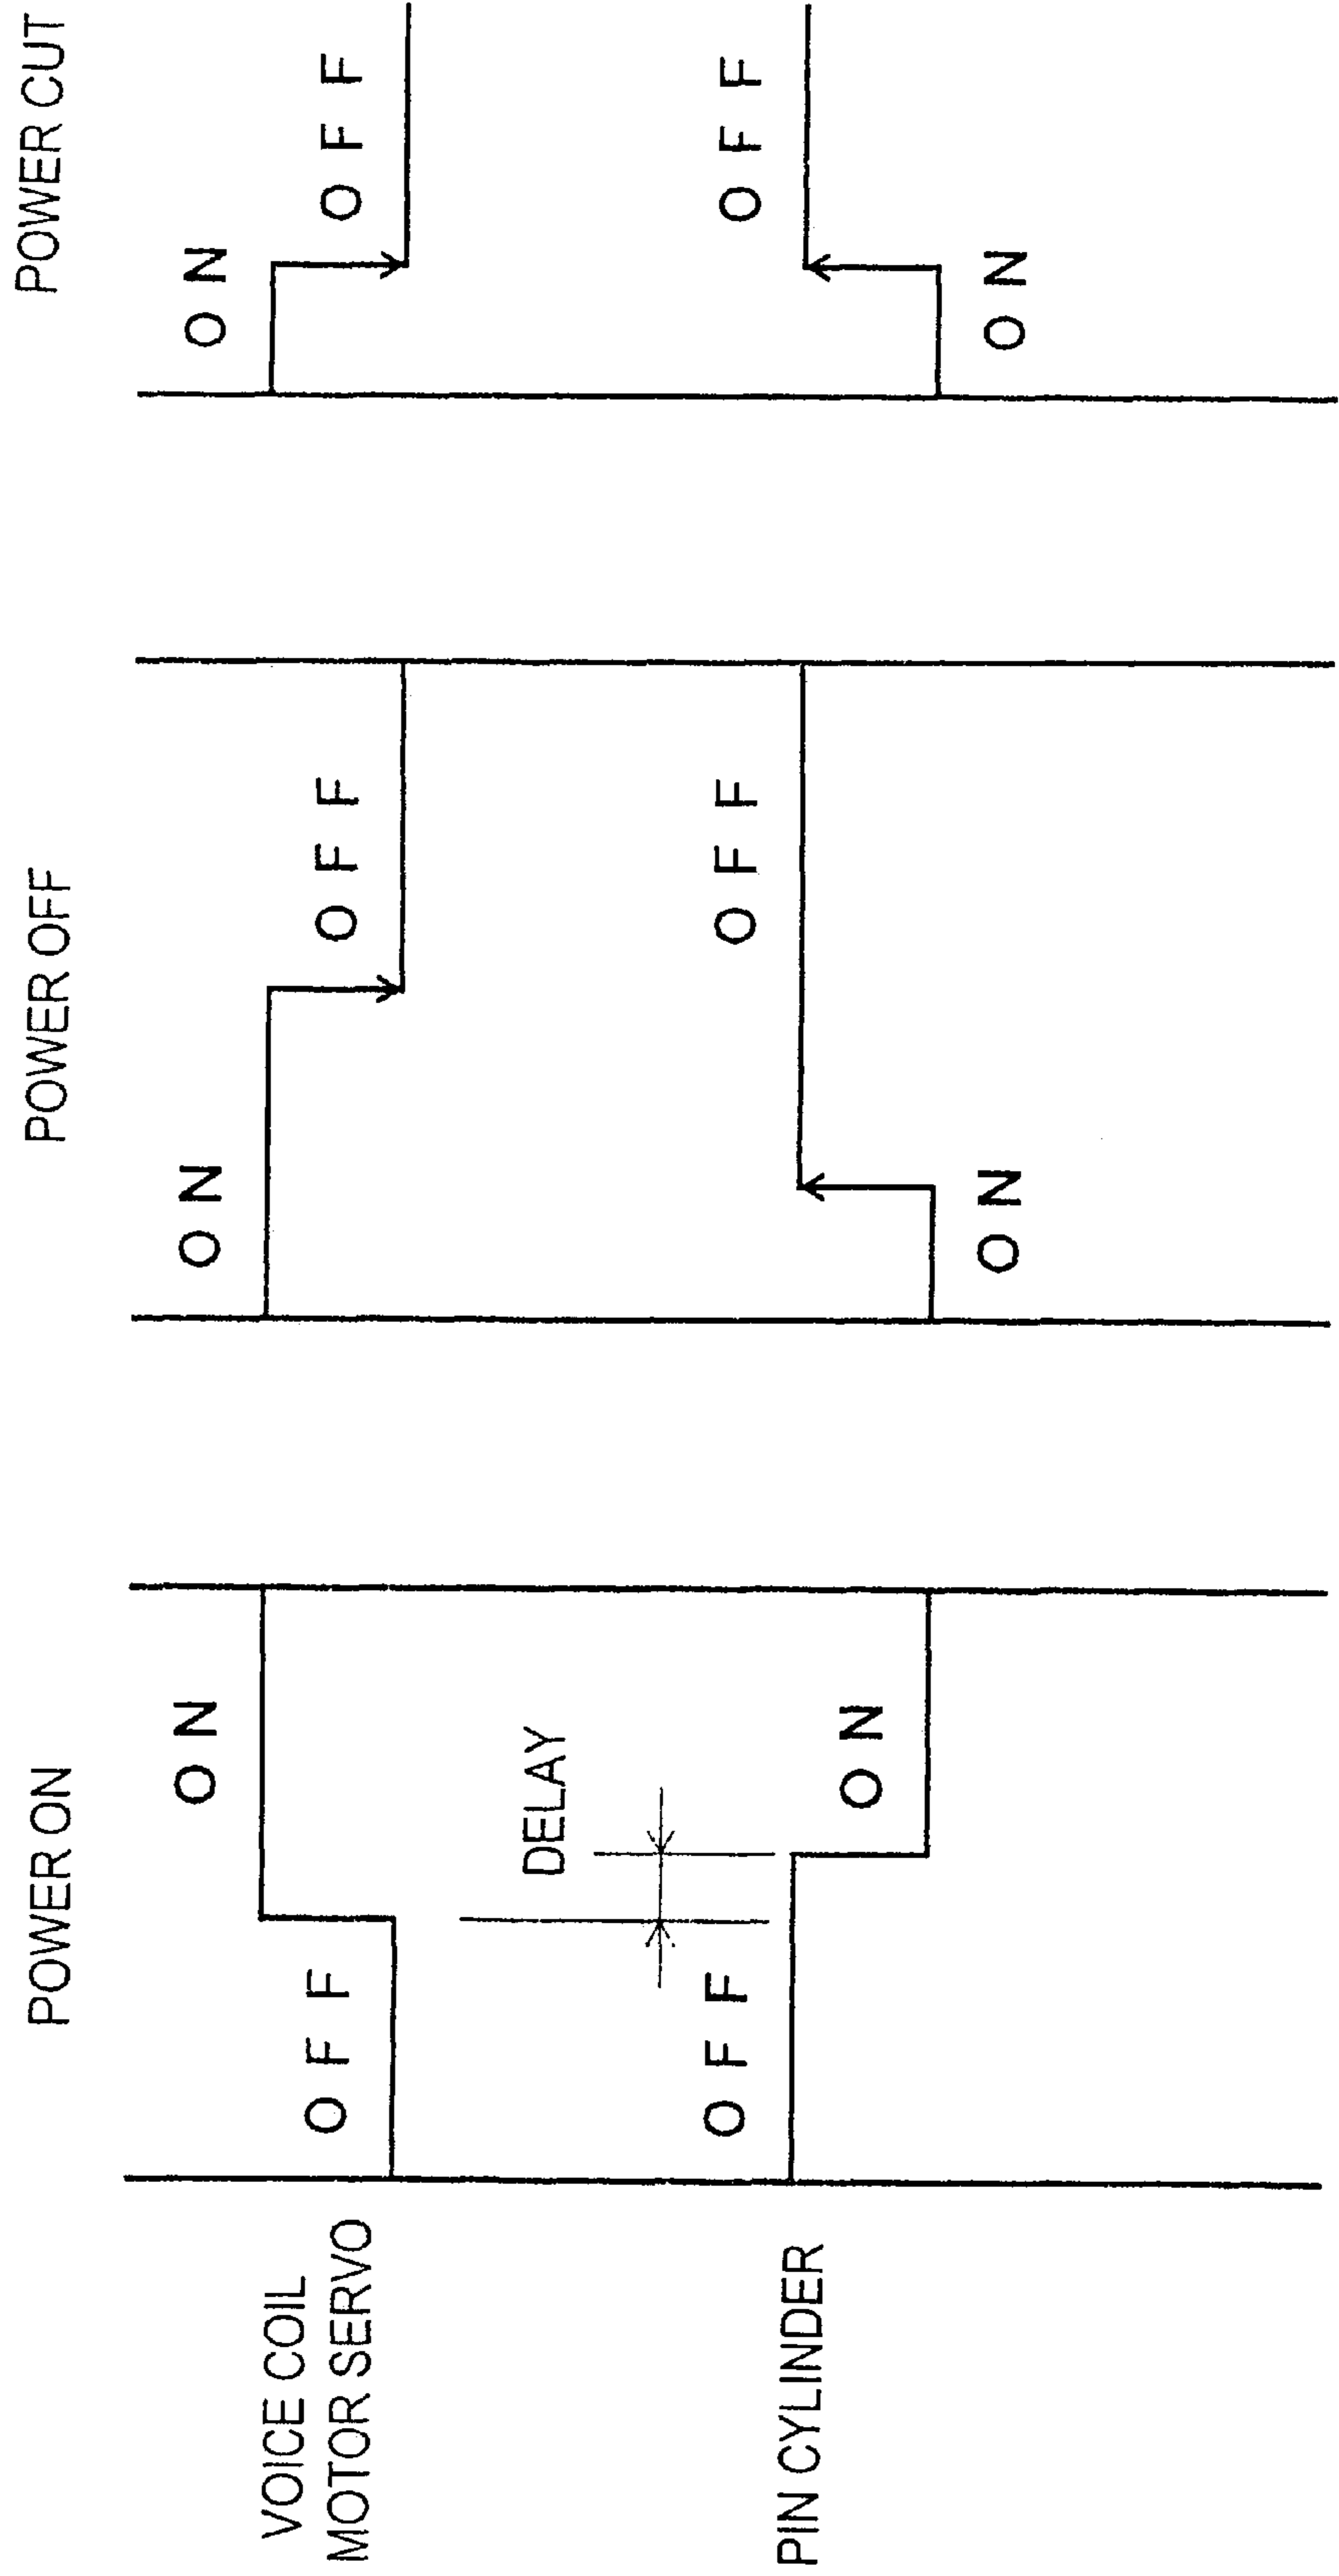 POWER ON
POWER OFF
POWER CUT
VOICE COIL
MOTOR SERVO
OFF
ON
ON
OFF
ON
OFF
DELAY
PIN CYLINDER
OFF
ON
ON
OFF
ON
OFF